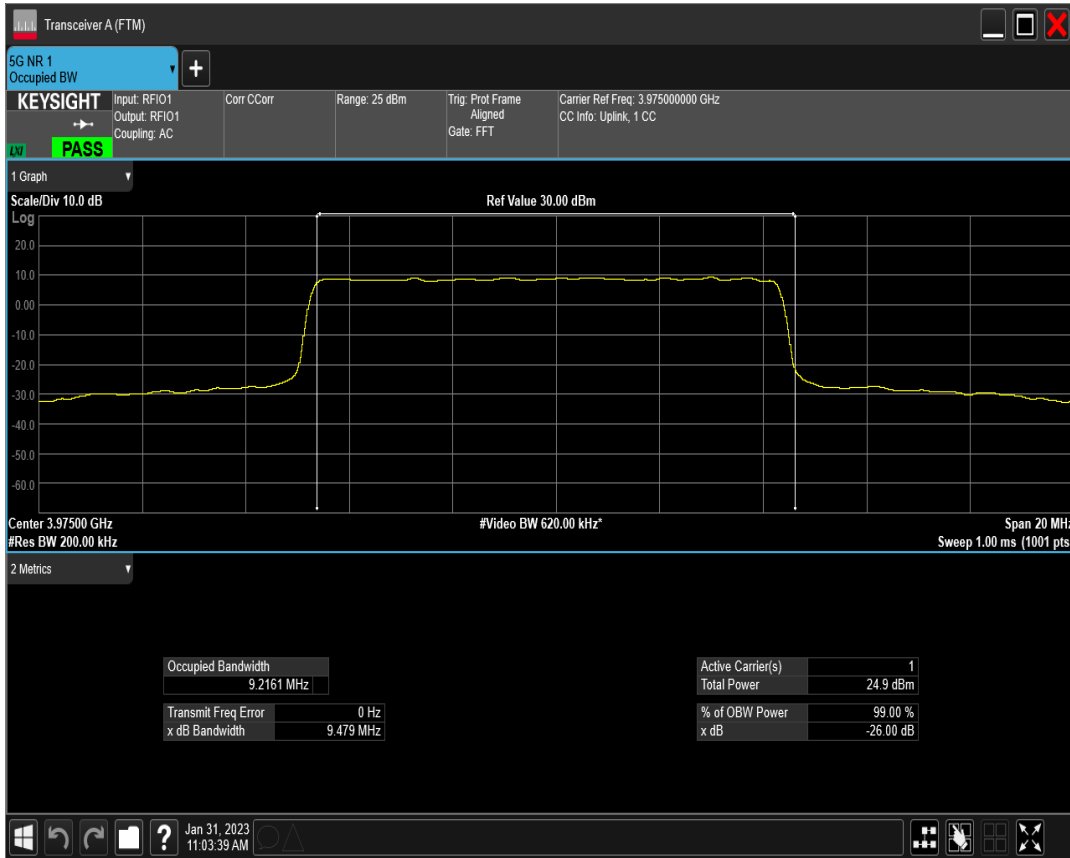 Transceiver A (FTM)
5G NR 1
Occupied BW
+
KEYSIGHT
LXI
PASS
Input: RFIO1
Output: RFIO1
Coupling: AC
Corr CCorr
Range: 25 dBm
Trig: Prot Frame
Aligned
Gate: FFT
Carrier Ref Freq: 3.975000000 GHz
CC Info: Uplink, 1 CC
1 Graph
Scale/Div 10.0 dB
Ref Value 30.00 dBm
Log
20.0
10.0
0.00
-10.0
-20.0
-30.0
-40.0
-50.0
-60.0
Center 3.97500 GHz
#Video BW 620.00 kHz*
Span 20 MHz
#Res BW 200.00 kHz
Sweep 1.00 ms (1001 pts
2 Metrics
Occupied Bandwidth
9.2161 MHz
Transmit Freq Error 0 Hz
x dB Bandwidth 9.479 MHz
Active Carrier(s) 1
Total Power 24.9 dBm
% of OBW Power 99.00 %
x dB -26.00 dB
?
Jan 31, 2023
11:03:39 AM